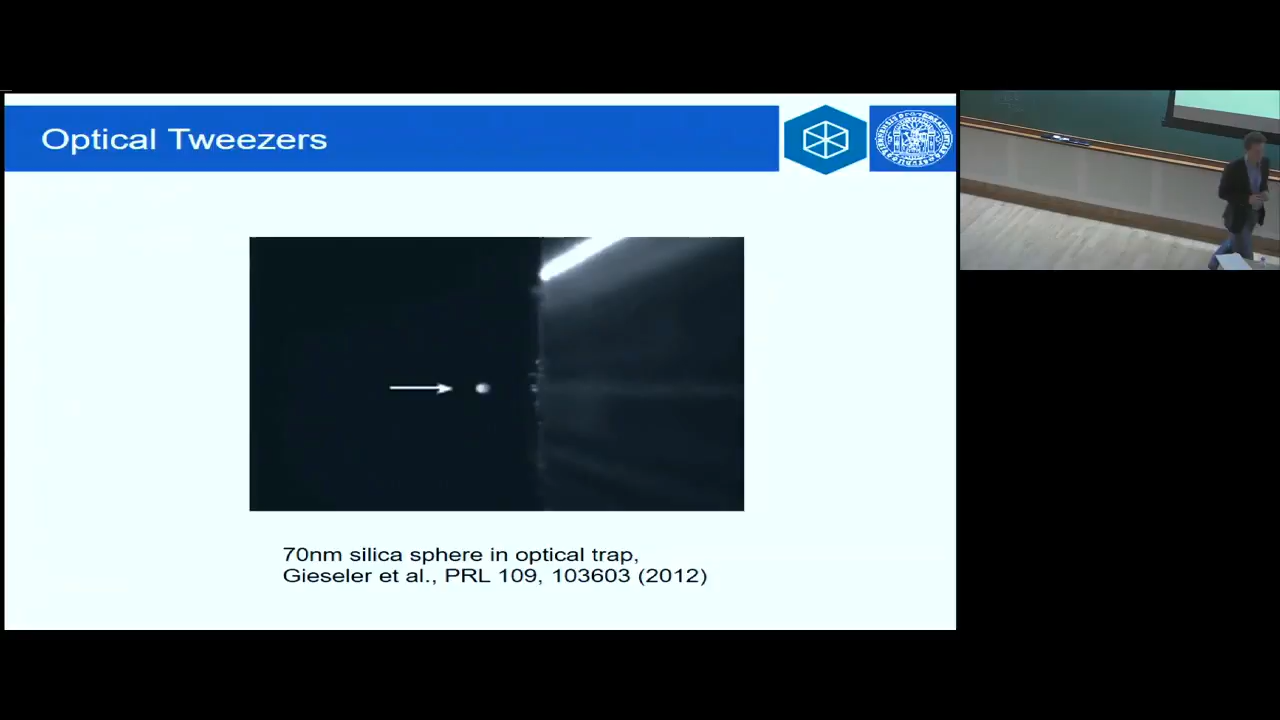 Optical Tweezers
70nm silica sphere in optical trap,
Gieseler et al., PRL 109, 103603 (2012)